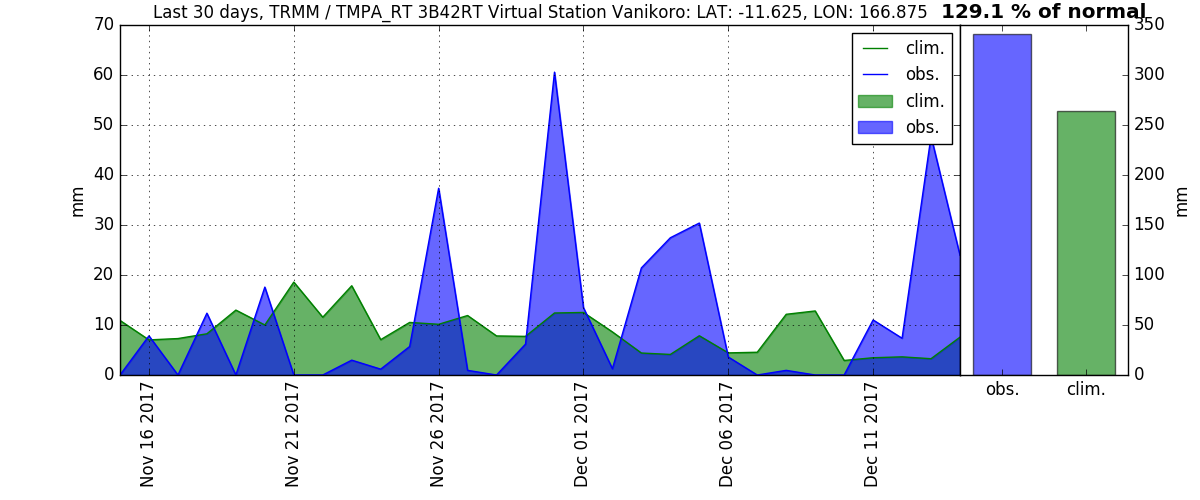 Last 30 days, TRMM / TMPA_RT 3B42RT Virtual Station Vanikoro: LAT: -11.625, LON: 166.875 129.1 % of normal
70
60
50
40
30
20
10
0
mm
clim.
obs.
clim.
obs.
350
300
250
200
150
100
50
0
mm
Nov 16 2017
Nov 21 2017
Nov 26 2017
Dec 01 2017
Dec 06 2017
Dec 11 2017
obs.
clim.